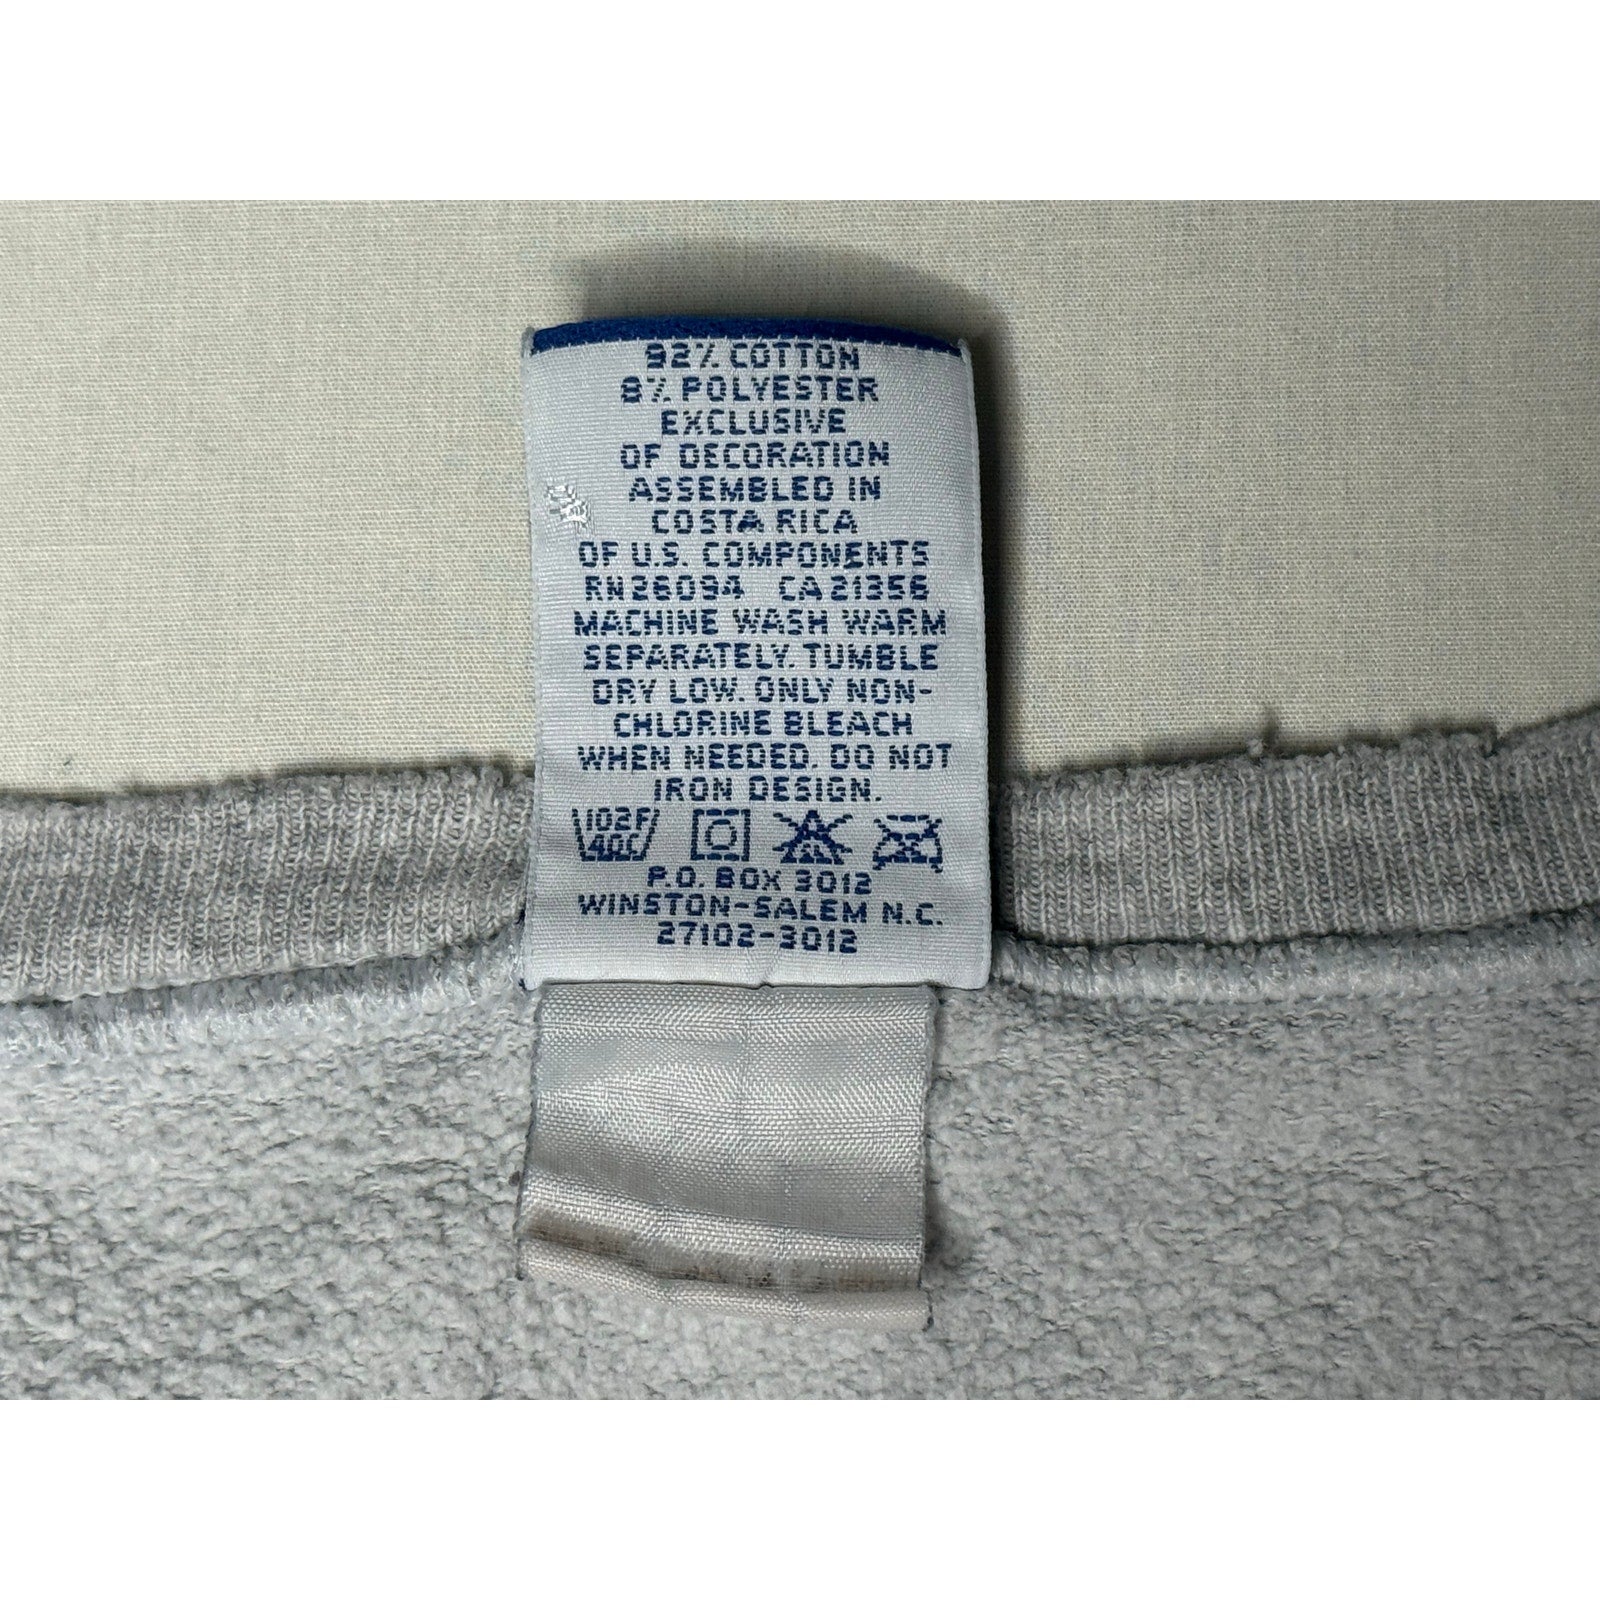 92% COTTON
8% POLYESTER
EXCLUSIVE
OF DECORATION
ASSEMBLED IN
COSTA RICA
OF U.S. COMPONENTS
RN26094 CA21356
MACHINE WASH WARM
SEPARATELY. TUMBLE
DRY LOW. ONLY NON-
CHLORINE BLEACH
WHEN NEEDED. DO NOT
IRON DESIGN.
102F
40C
P.O. BOX 3012
WINSTON-SALEM N.C.
27102-3012